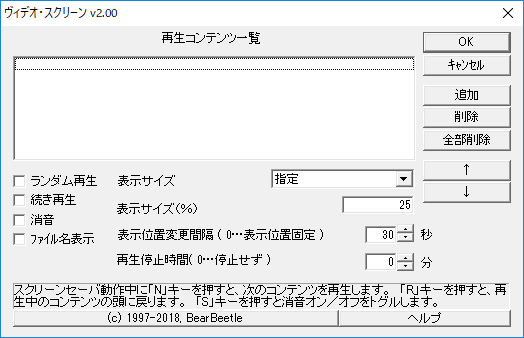 ヴィデオ・スクリーン v2.00
再生コンテンツ一覧
OK
ｷｬﾝｾﾙ
追加
削除
全部削除
↑
↓
ランダム再生
続き再生
消音
ﾌｧｲﾙ名表示
表示サイズ
指定
表示サイズ(%)
25
表示位置変更間隔 ( 0…表示位置固定 )
30
秒
再生停止時間( 0…停止せず )
0
分
スクリーンセーバ動作中に「N」キーを押すと、次のコンテンツを再生します。 「R」キーを押すと、再
生中のコンテンツの頭に戻ります。 「S」キーを押すと消音オン／オフをトグルします。
(c) 1997-2018, BearBeetle
ヘルプ